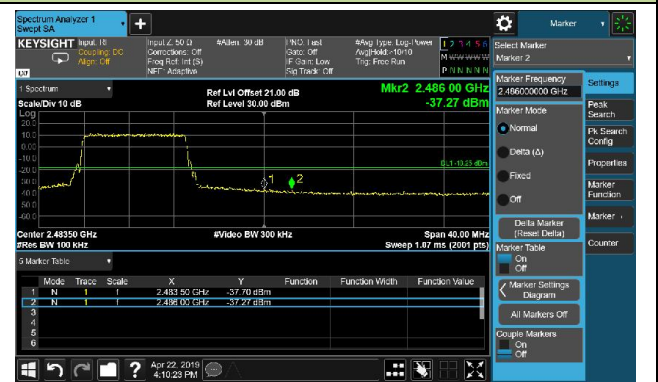 Spectrum Analyzer 1
Swept SA
Marker
KEYSIGHT Input: RF
Coupling: DC
Align: Off
Input Z: 50 Ω
Corrections: Off
Freq Ref: Int (S)
NFE: Adaptive
#Atten: 30 dB
PNO: Fast
Gate: Off
IF Gain: Low
Sig Track: Off
#Avg Type: Log-Power
Avg|Hold:>10/10
Trig: Free Run
1 2 3 4 5 6
M W W W W W
P N N N N N
Select Marker
Marker 2
1 Spectrum
Scale/Div 10 dB
Log
Ref Lvl Offset 21.00 dB
Ref Level 30.00 dBm
Mkr2 2.486 00 GHz
-37.27 dBm
20.0
10.0
0.00
-10.0
-20.0
-30.0
-40.0
-50.0
-60.0
1
2
Center 2.48350 GHz
#Res BW 100 kHz
#Video BW 300 kHz
Span 40.00 MHz
Sweep 1.07 ms (2001 pts)
5 Marker Table
Mode Trace Scale X Y Function Function Width Function Value
1 N 1 f 2.483 50 GHz -37.70 dBm
2 N 1 f 2.486 00 GHz -37.27 dBm
3
4
5
6
Marker Frequency
2.486000000 GHz
Marker Mode
Normal
Delta (Δ)
Fixed
Off
Delta Marker
(Reset Delta)
Marker Table
On
Off
Marker Settings
Diagram
All Markers Off
Couple Markers
On
Off
Settings
Peak
Search
Pk Search
Config
Properties
Marker
Function
Marker→
Counter
Apr 22, 2019
4:10:23 PM